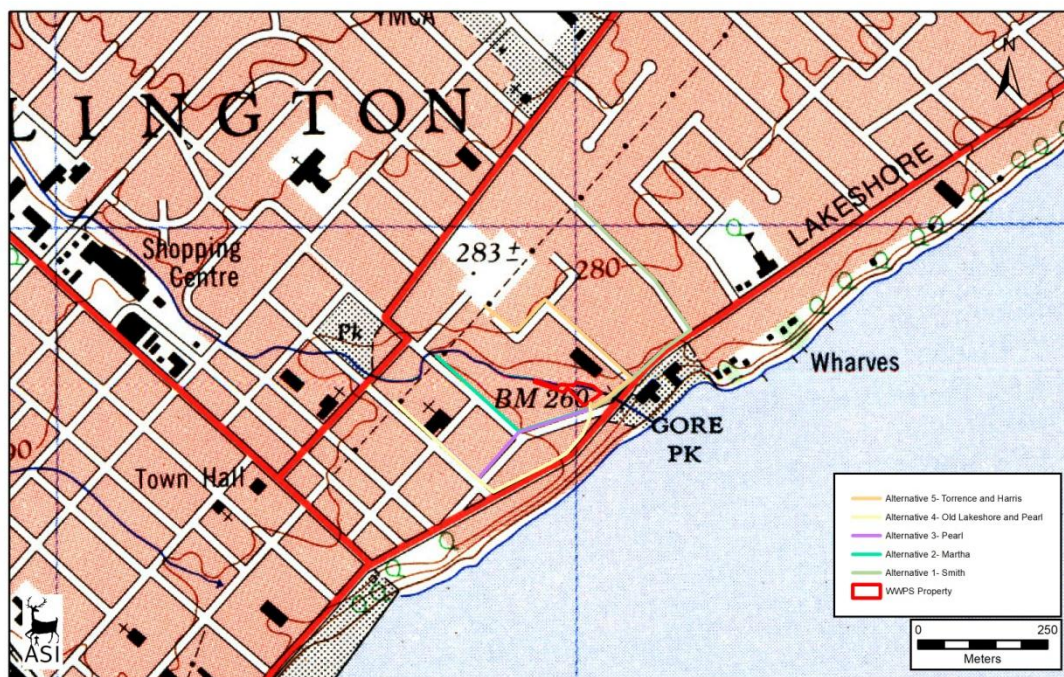 YMCA
N
LINGTON
LAKESHORE
Shopping
Centre
283 ±
280
Pk
Wharves
BM 260
GORE
PK
Town Hall
90
Alternative 5- Torrence and Harris
Alternative 4- Old Lakeshore and Pearl
Alternative 3- Pearl
Alternative 2- Martha
Alternative 1- Smith
WWPS Property
0 250
Meters
ASI